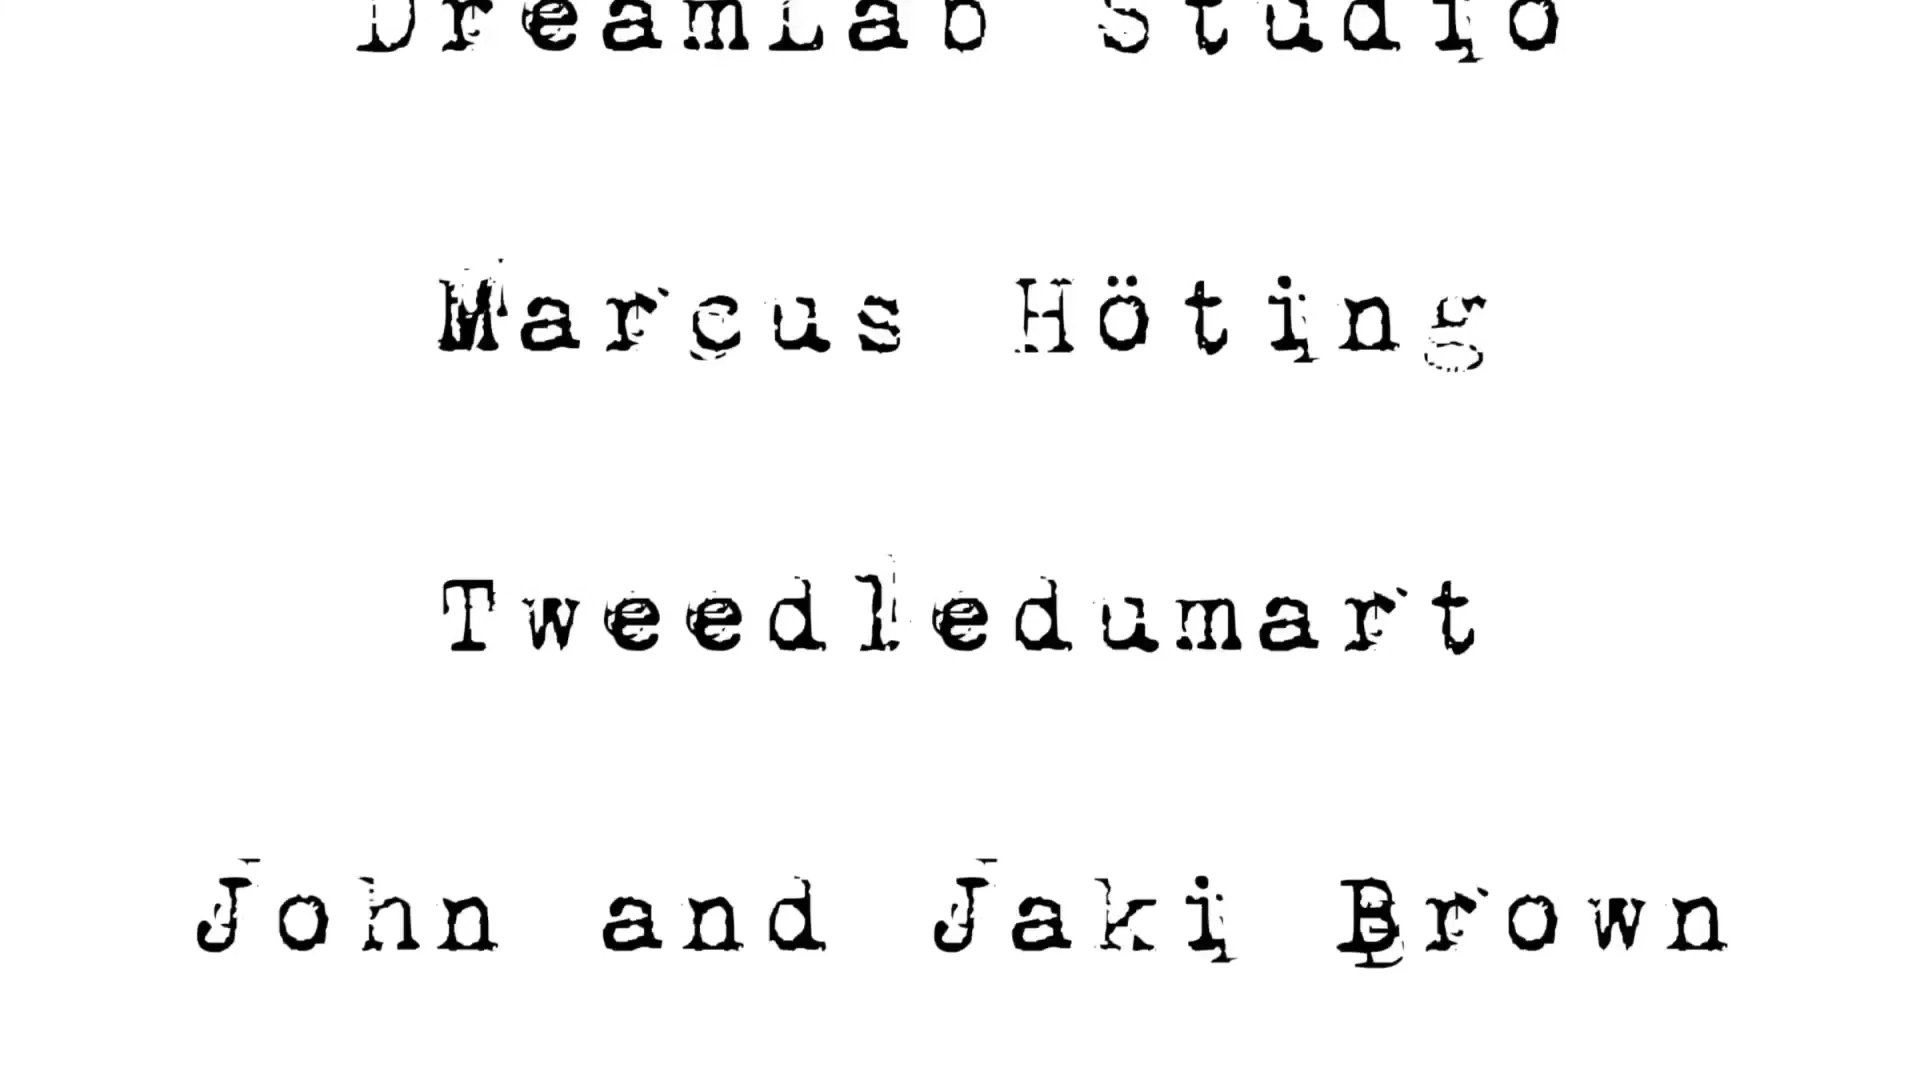 DreamLab Studio
Marcus Höting
Tweedledumart
John and Jaki Brown